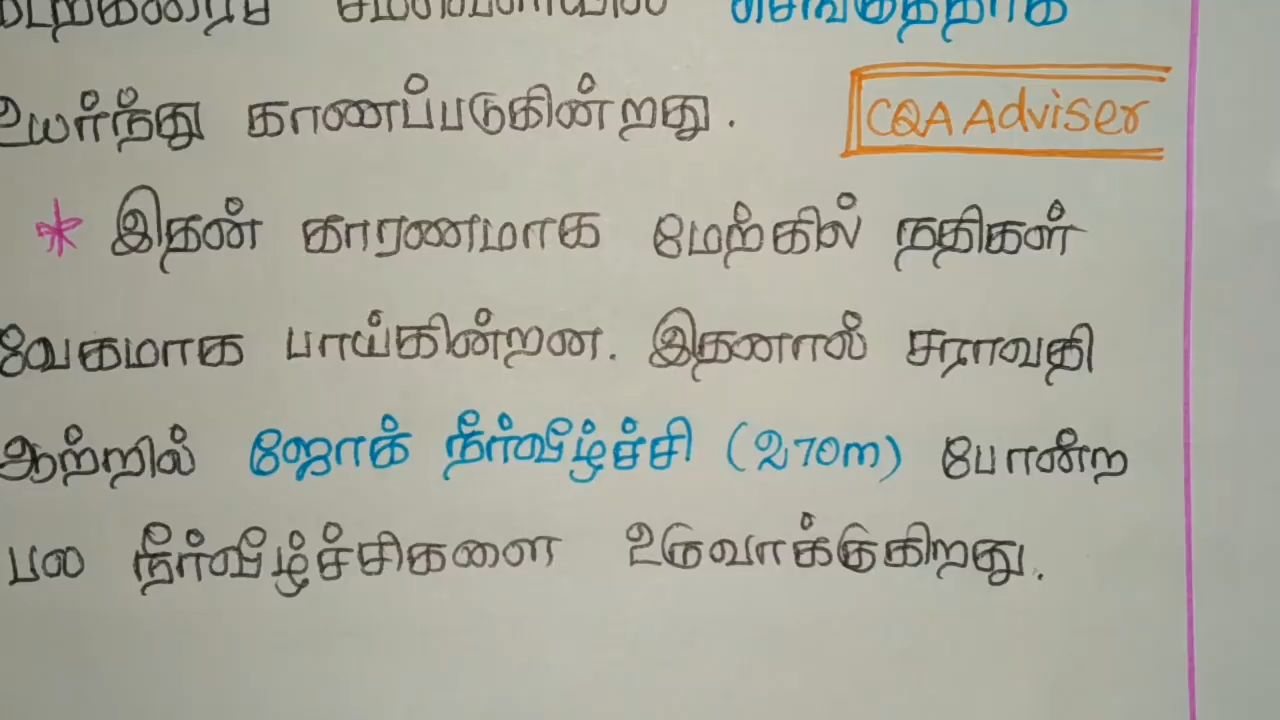 செங்குத்தாக
உயர்ந்து காணப்படுகின்றது.
CQA Adviser
* இதன் காரணமாக மேற்கில் நதிகள்
வேகமாக பாய்கின்றன. இதனால் சராவதி
ஆற்றில் ஜோக் நீர்வீழ்ச்சி (270m) போன்ற
பல நீர்வீழ்ச்சிகளை உருவாக்குகிறது.